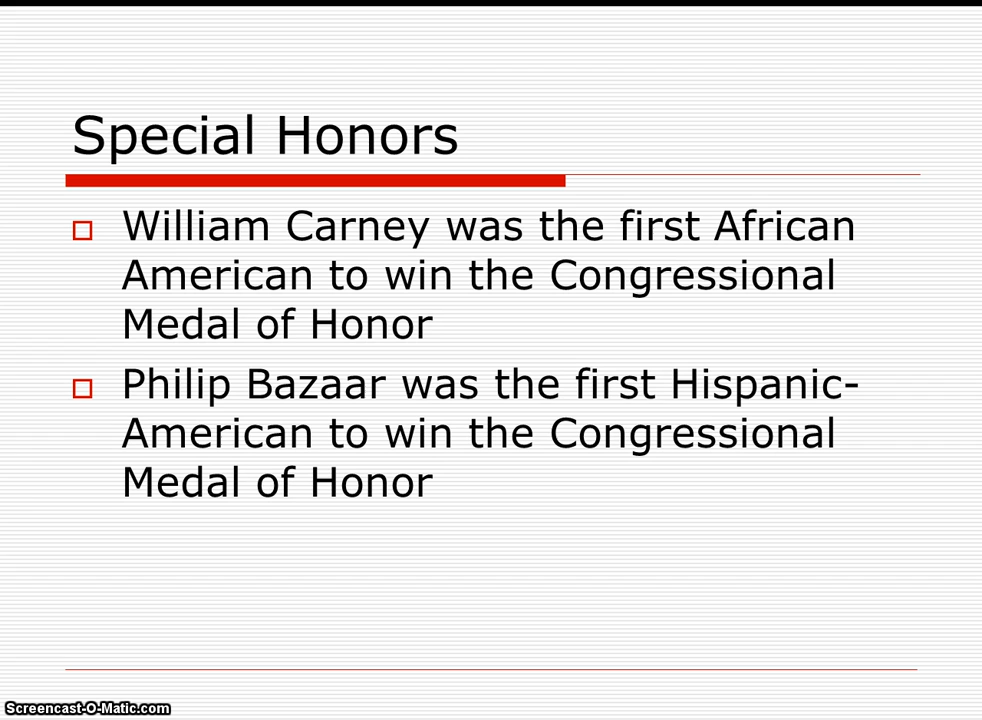 Special Honors
William Carney was the first African
American to win the Congressional
Medal of Honor
Philip Bazaar was the first Hispanic-
American to win the Congressional
Medal of Honor
Screencast-O-Matic.com